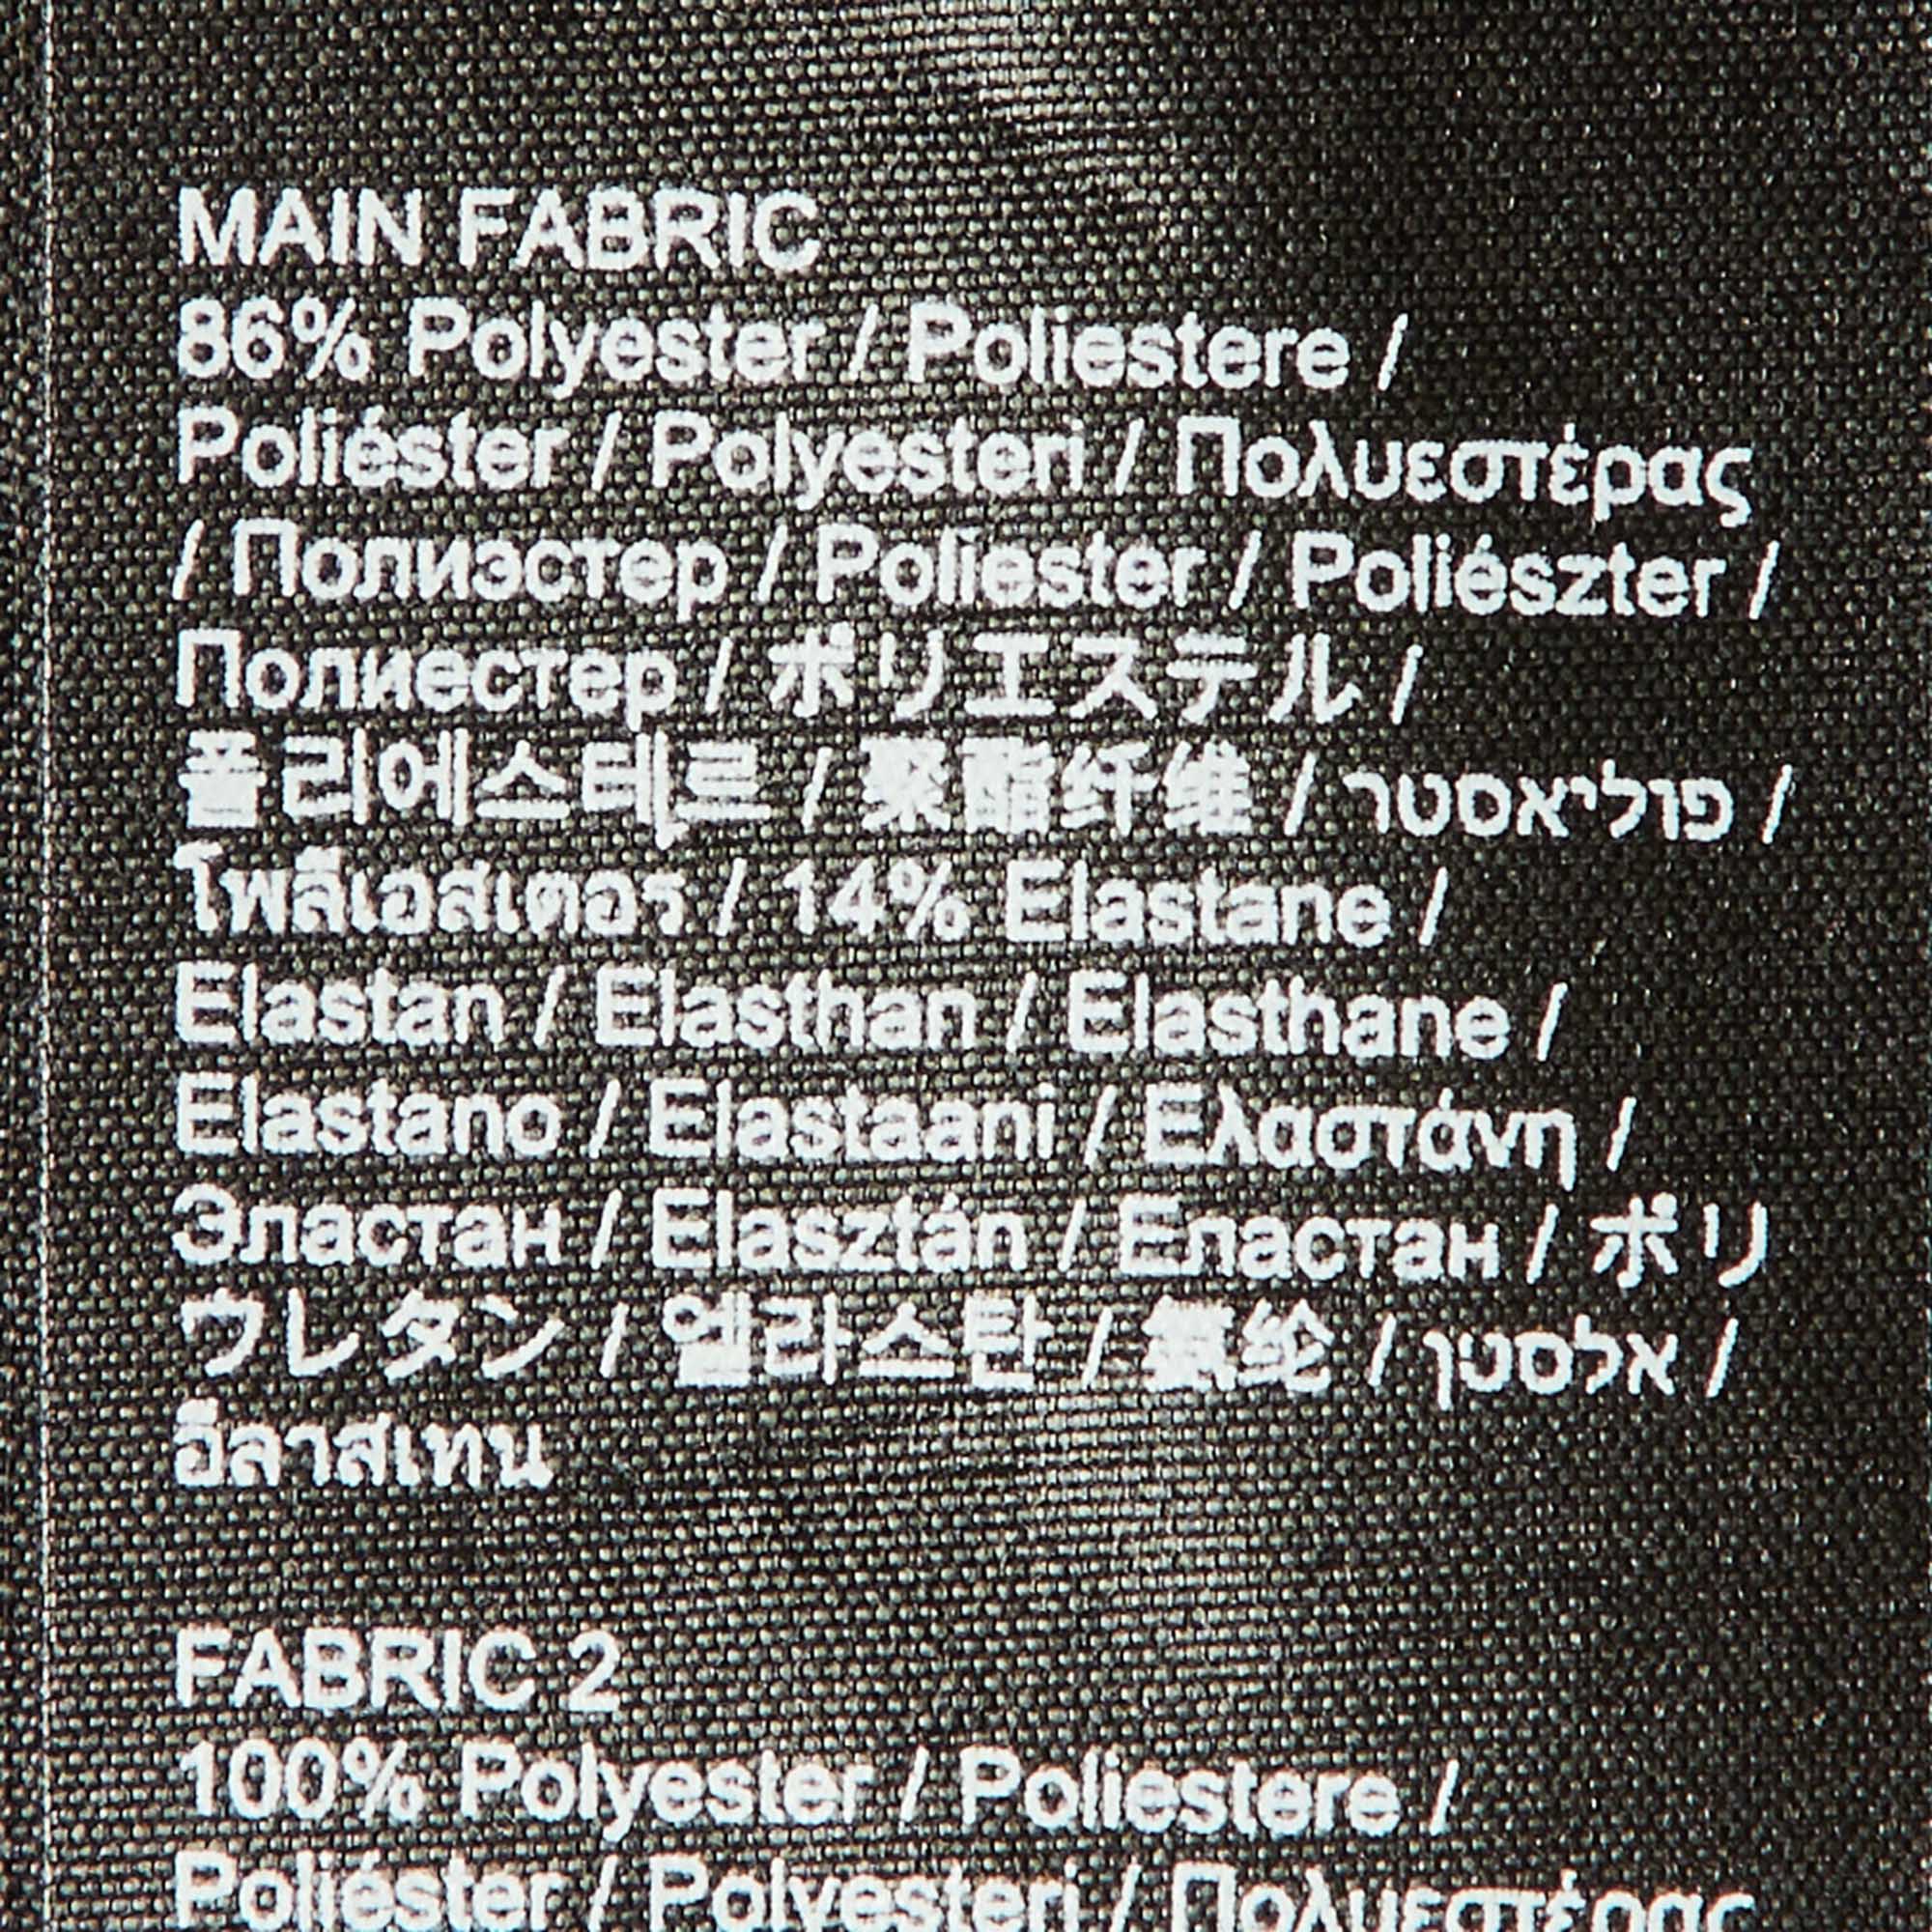 MAIN FABRIC
86% Polyester / Poliestere /
Poliéster / Polyesteri / Πολυεστέρας
/ Полиэстер / Poliester / Poliészter /
Полиестер / ポリエステル /
폴리에스테르 / 聚酯纤维 / פוליאסטר /
โพลีเอสเตอร / 14% Elastane /
Elastan / Elasthan / Elasthane /
Elastano / Elastaani / Ελαστάνη /
Эластан / Elasztán / Еластан / ポリ
ウレタン / 엘라스탄 / 氨纶 / אלסטן /
อีลาสเทน
FABRIC 2
100% Polyester / Poliestere /
Poliéster / Polyesteri / Πολυεστέρας